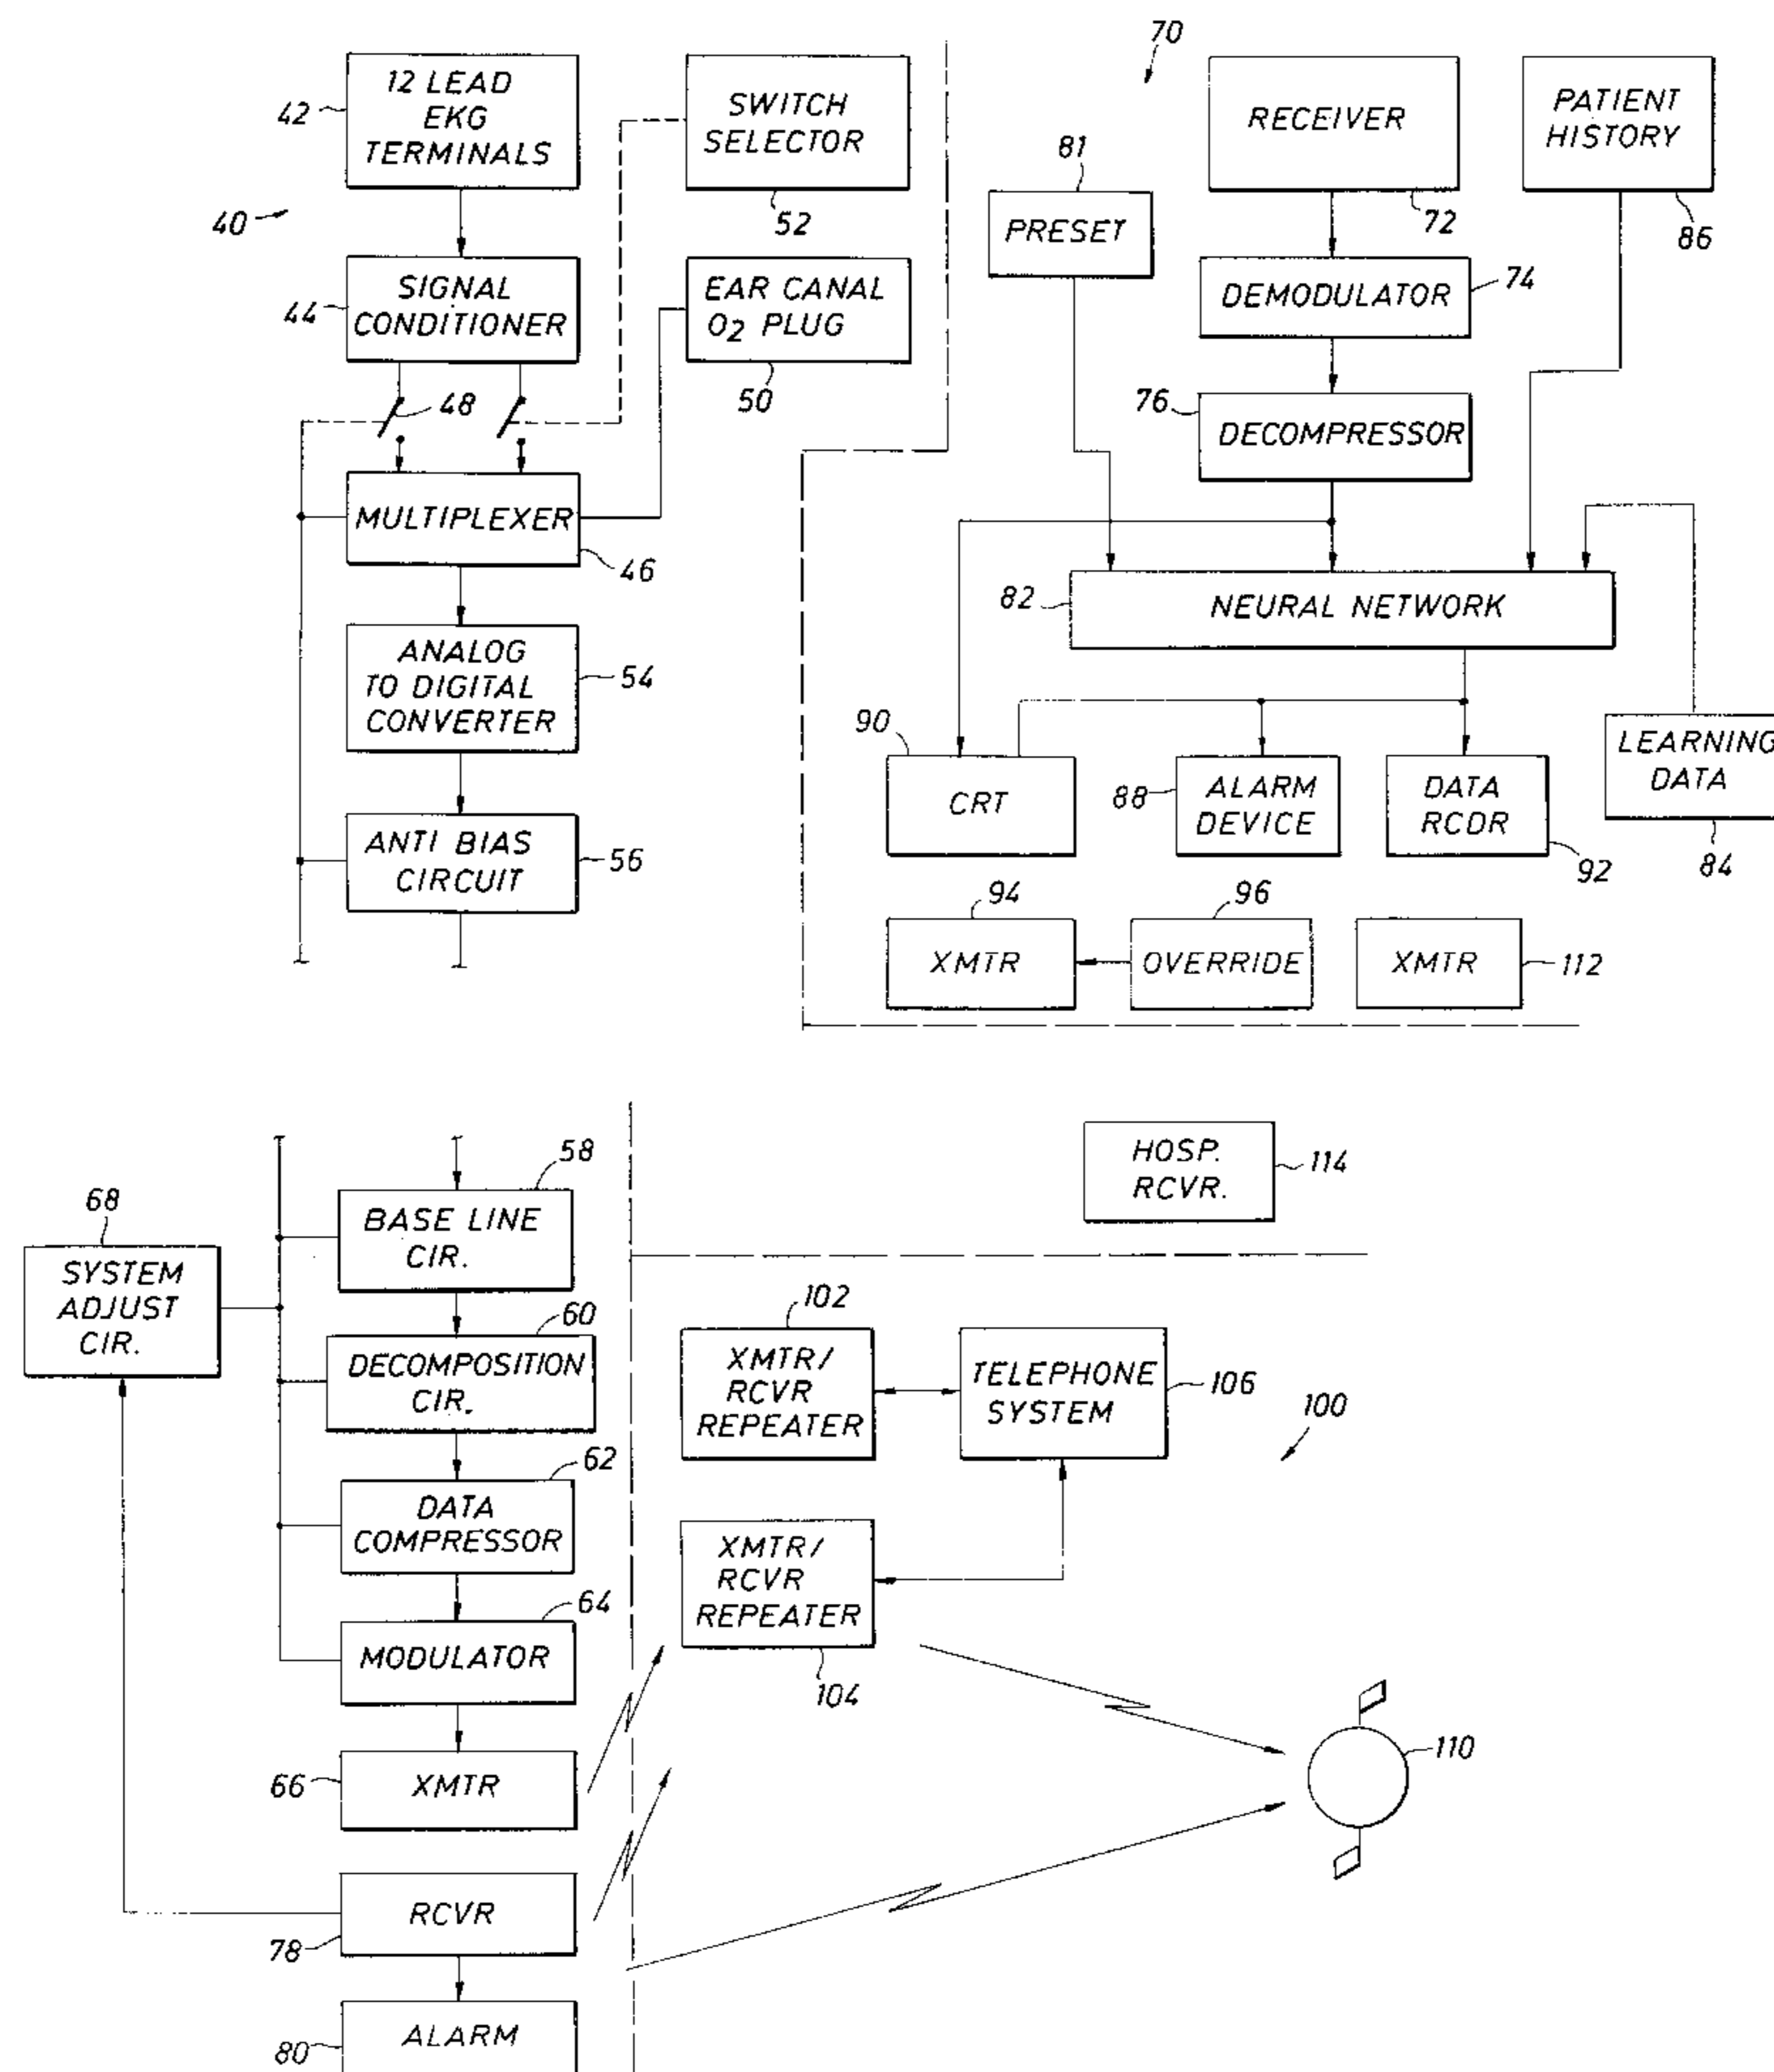 42
12 LEAD
EKG
TERMINALS
SWITCH
SELECTOR
52
40
44
SIGNAL
CONDITIONER
EAR CANAL
O2 PLUG
50
48
MULTIPLEXER
46
ANALOG
TO DIGITAL
CONVERTER
54
ANTI BIAS
CIRCUIT
56
70
RECEIVER
72
PATIENT
HISTORY
86
81
PRESET
DEMODULATOR
74
76
DECOMPRESSOR
82
NEURAL NETWORK
90
CRT
88
ALARM
DEVICE
DATA
RCDR
92
LEARNING
DATA
84
94
XMTR
96
OVERRIDE
XMTR
112
58
BASE LINE
CIR.
68
SYSTEM
ADJUST
CIR.
60
DECOMPOSITION
CIR.
62
DATA
COMPRESSOR
64
MODULATOR
66
XMTR
78
RCVR
80
ALARM
HOSP.
RCVR.
114
102
XMTR/
RCVR
REPEATER
TELEPHONE
SYSTEM
106
100
XMTR/
RCVR
REPEATER
104
110